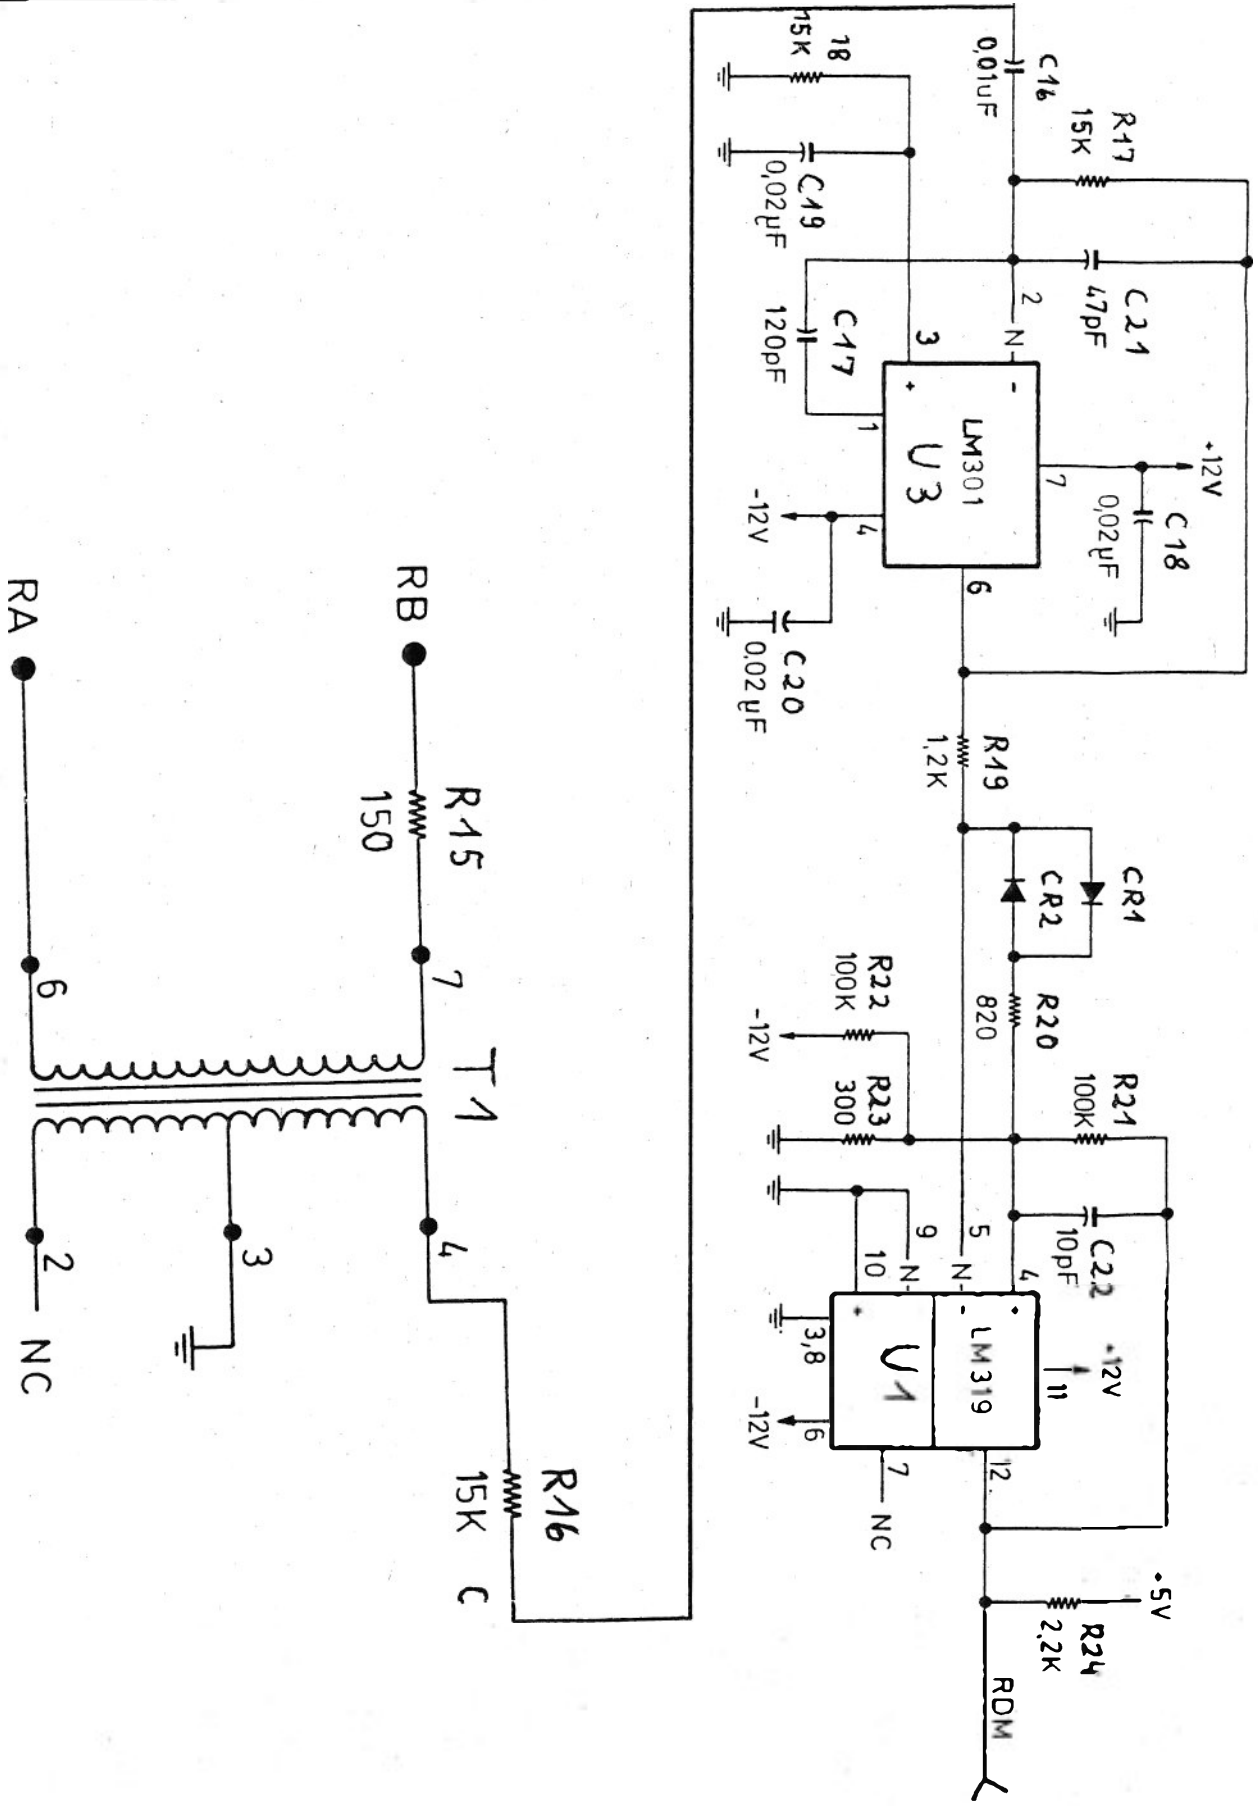 18
15K
C16
0,01uF
R17
15K
C19
0,02µF
C17
120pF
C21
47pF
2
N
3
+
-
1
LM301
U3
7
+12V
C18
0,02µF
4
-12V
6
C20
0,02µF
R19
1,2K
CR1
CR2
R20
820
R22
100K
-12V
R23
300
R21
100K
9
N-
10
5
N-
4
C22
10pF
+
-
+
LM319
U1
3,8
6
-12V
11
+12V
7
NC
12
+5V
R24
2,2K
RDM
RB
RA
R15
150
7
6
T1
4
3
2
NC
R16
15K
C